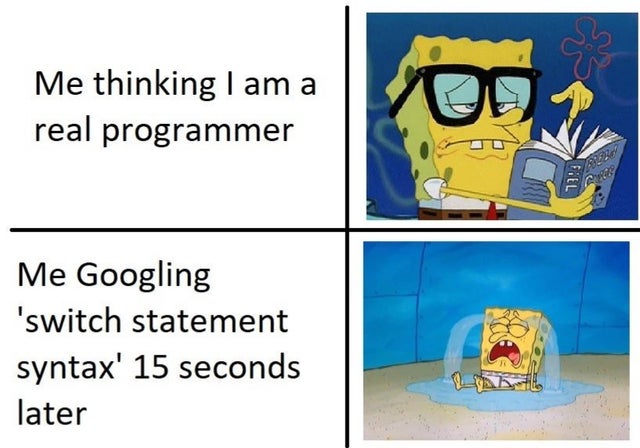 Me thinking I am a
real programmer
Me Googling
'switch statement
syntax' 15 seconds
later